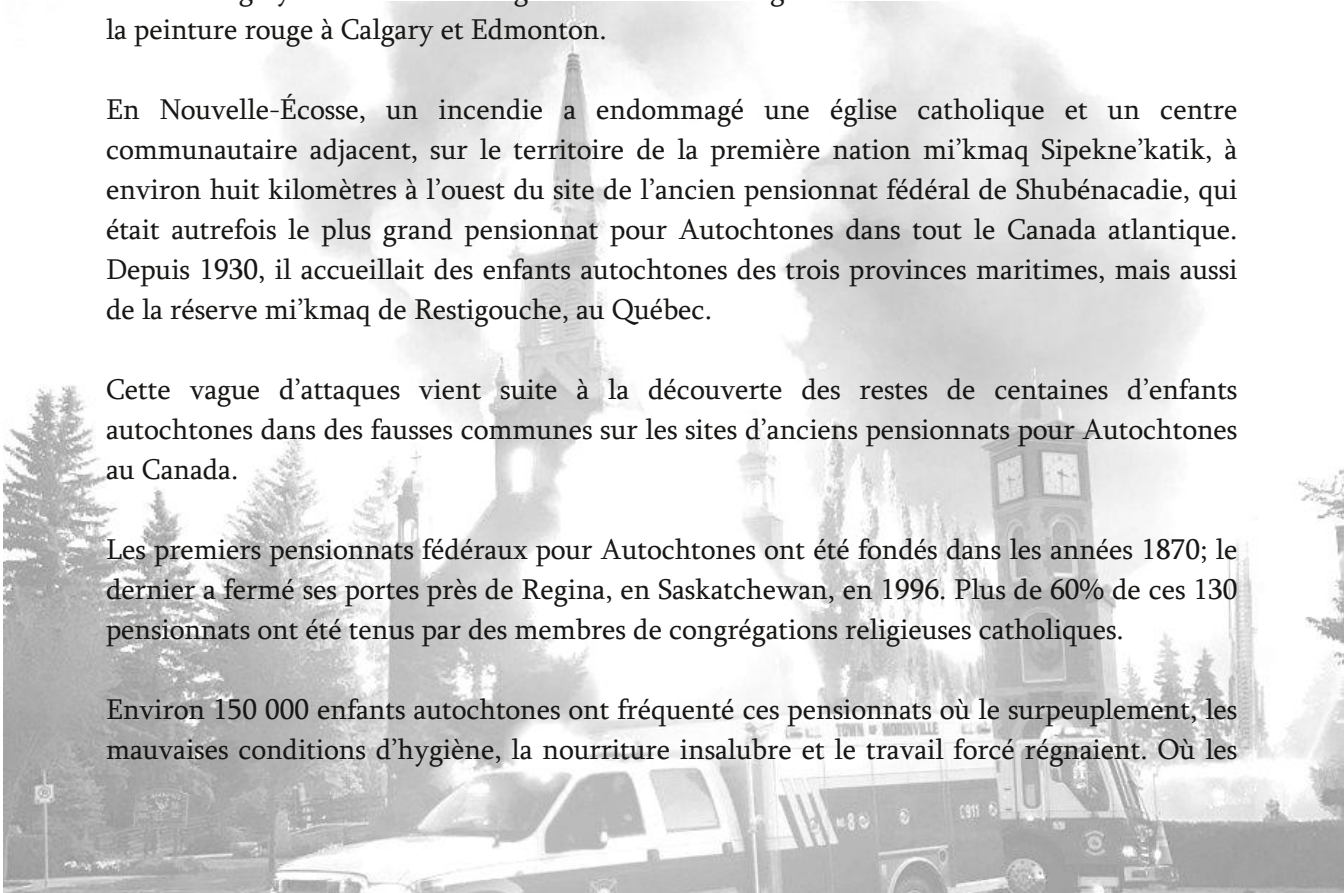 la peinture rouge à Calgary et Edmonton.
En Nouvelle-Écosse, un incendie a endommagé une église catholique et un centre
communautaire adjacent, sur le territoire de la première nation mi'kmaq Sipekne'katik, à
environ huit kilomètres à l'ouest du site de l'ancien pensionnat fédéral de Shubénacadie, qui
était autrefois le plus grand pensionnat pour Autochtones dans tout le Canada atlantique.
Depuis 1930, il accueillait des enfants autochtones des trois provinces maritimes, mais aussi
de la réserve mi'kmaq de Restigouche, au Québec.
Cette vague d'attaques vient suite à la découverte des restes de centaines d'enfants
autochtones dans des fausses communes sur les sites d'anciens pensionnats pour Autochtones
au Canada.
Les premiers pensionnats fédéraux pour Autochtones ont été fondés dans les années 1870; le
dernier a fermé ses portes près de Regina, en Saskatchewan, en 1996. Plus de 60% de ces 130
pensionnats ont été tenus par des membres de congrégations religieuses catholiques.
Environ 150 000 enfants autochtones ont fréquenté ces pensionnats où le surpeuplement, les
TOWN OF MORINVILLE
mauvaises conditions d'hygiène, la nourriture insalubre et le travail forcé régnaient. Où les
C911